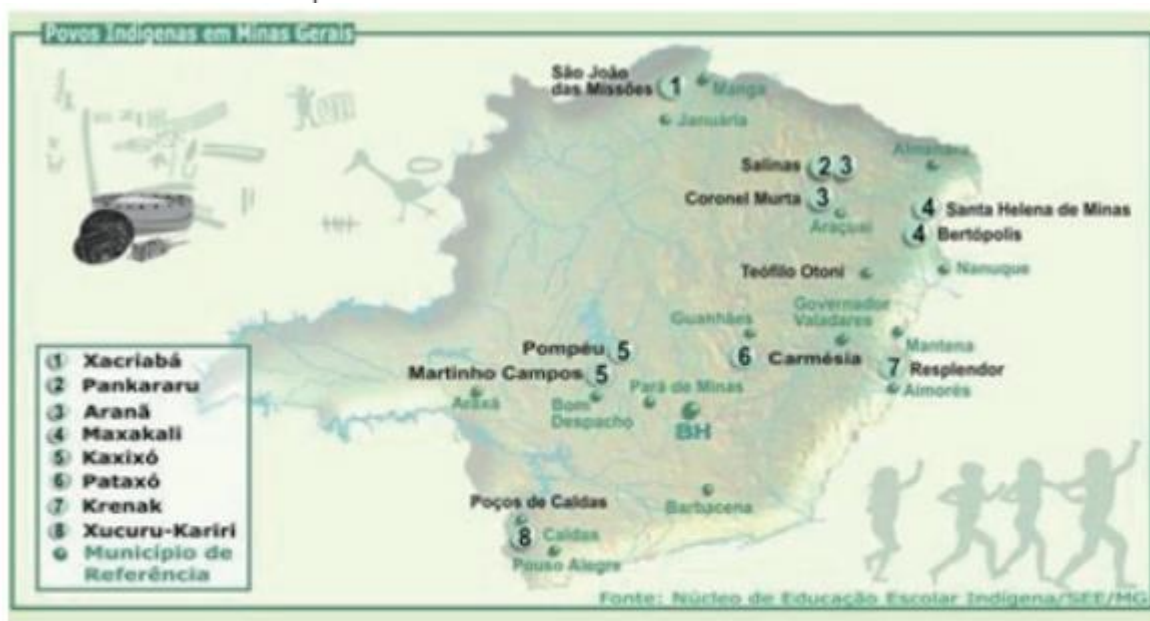 Povos Indígenas em Minas Gerais
São João
das Missões 1
Manga
Januária
Salinas 2 3
Almenara
Coronel Murta 3
Araçuaí
4 Santa Helena de Minas
4 Bertópolis
Teófilo Otoni
Nanuque
Guanhães
Governador
Valadares
Mantena
Pompéu 5
6 Carmésia
7 Resplendor
Martinho Campos 5
Pará de Minas
Aimorés
Araxá
Bom
Despacho
BH
Poços de Caldas
Barbacena
8 Caldas
Pouso Alegre
1 Xacriabá
2 Pankararu
3 Aranã
4 Maxakali
5 Kaxixó
6 Pataxó
7 Krenak
8 Xucuru-Kariri
Município de
Referência
Fonte: Núcleo de Educação Escolar Indígena/SEE/MG